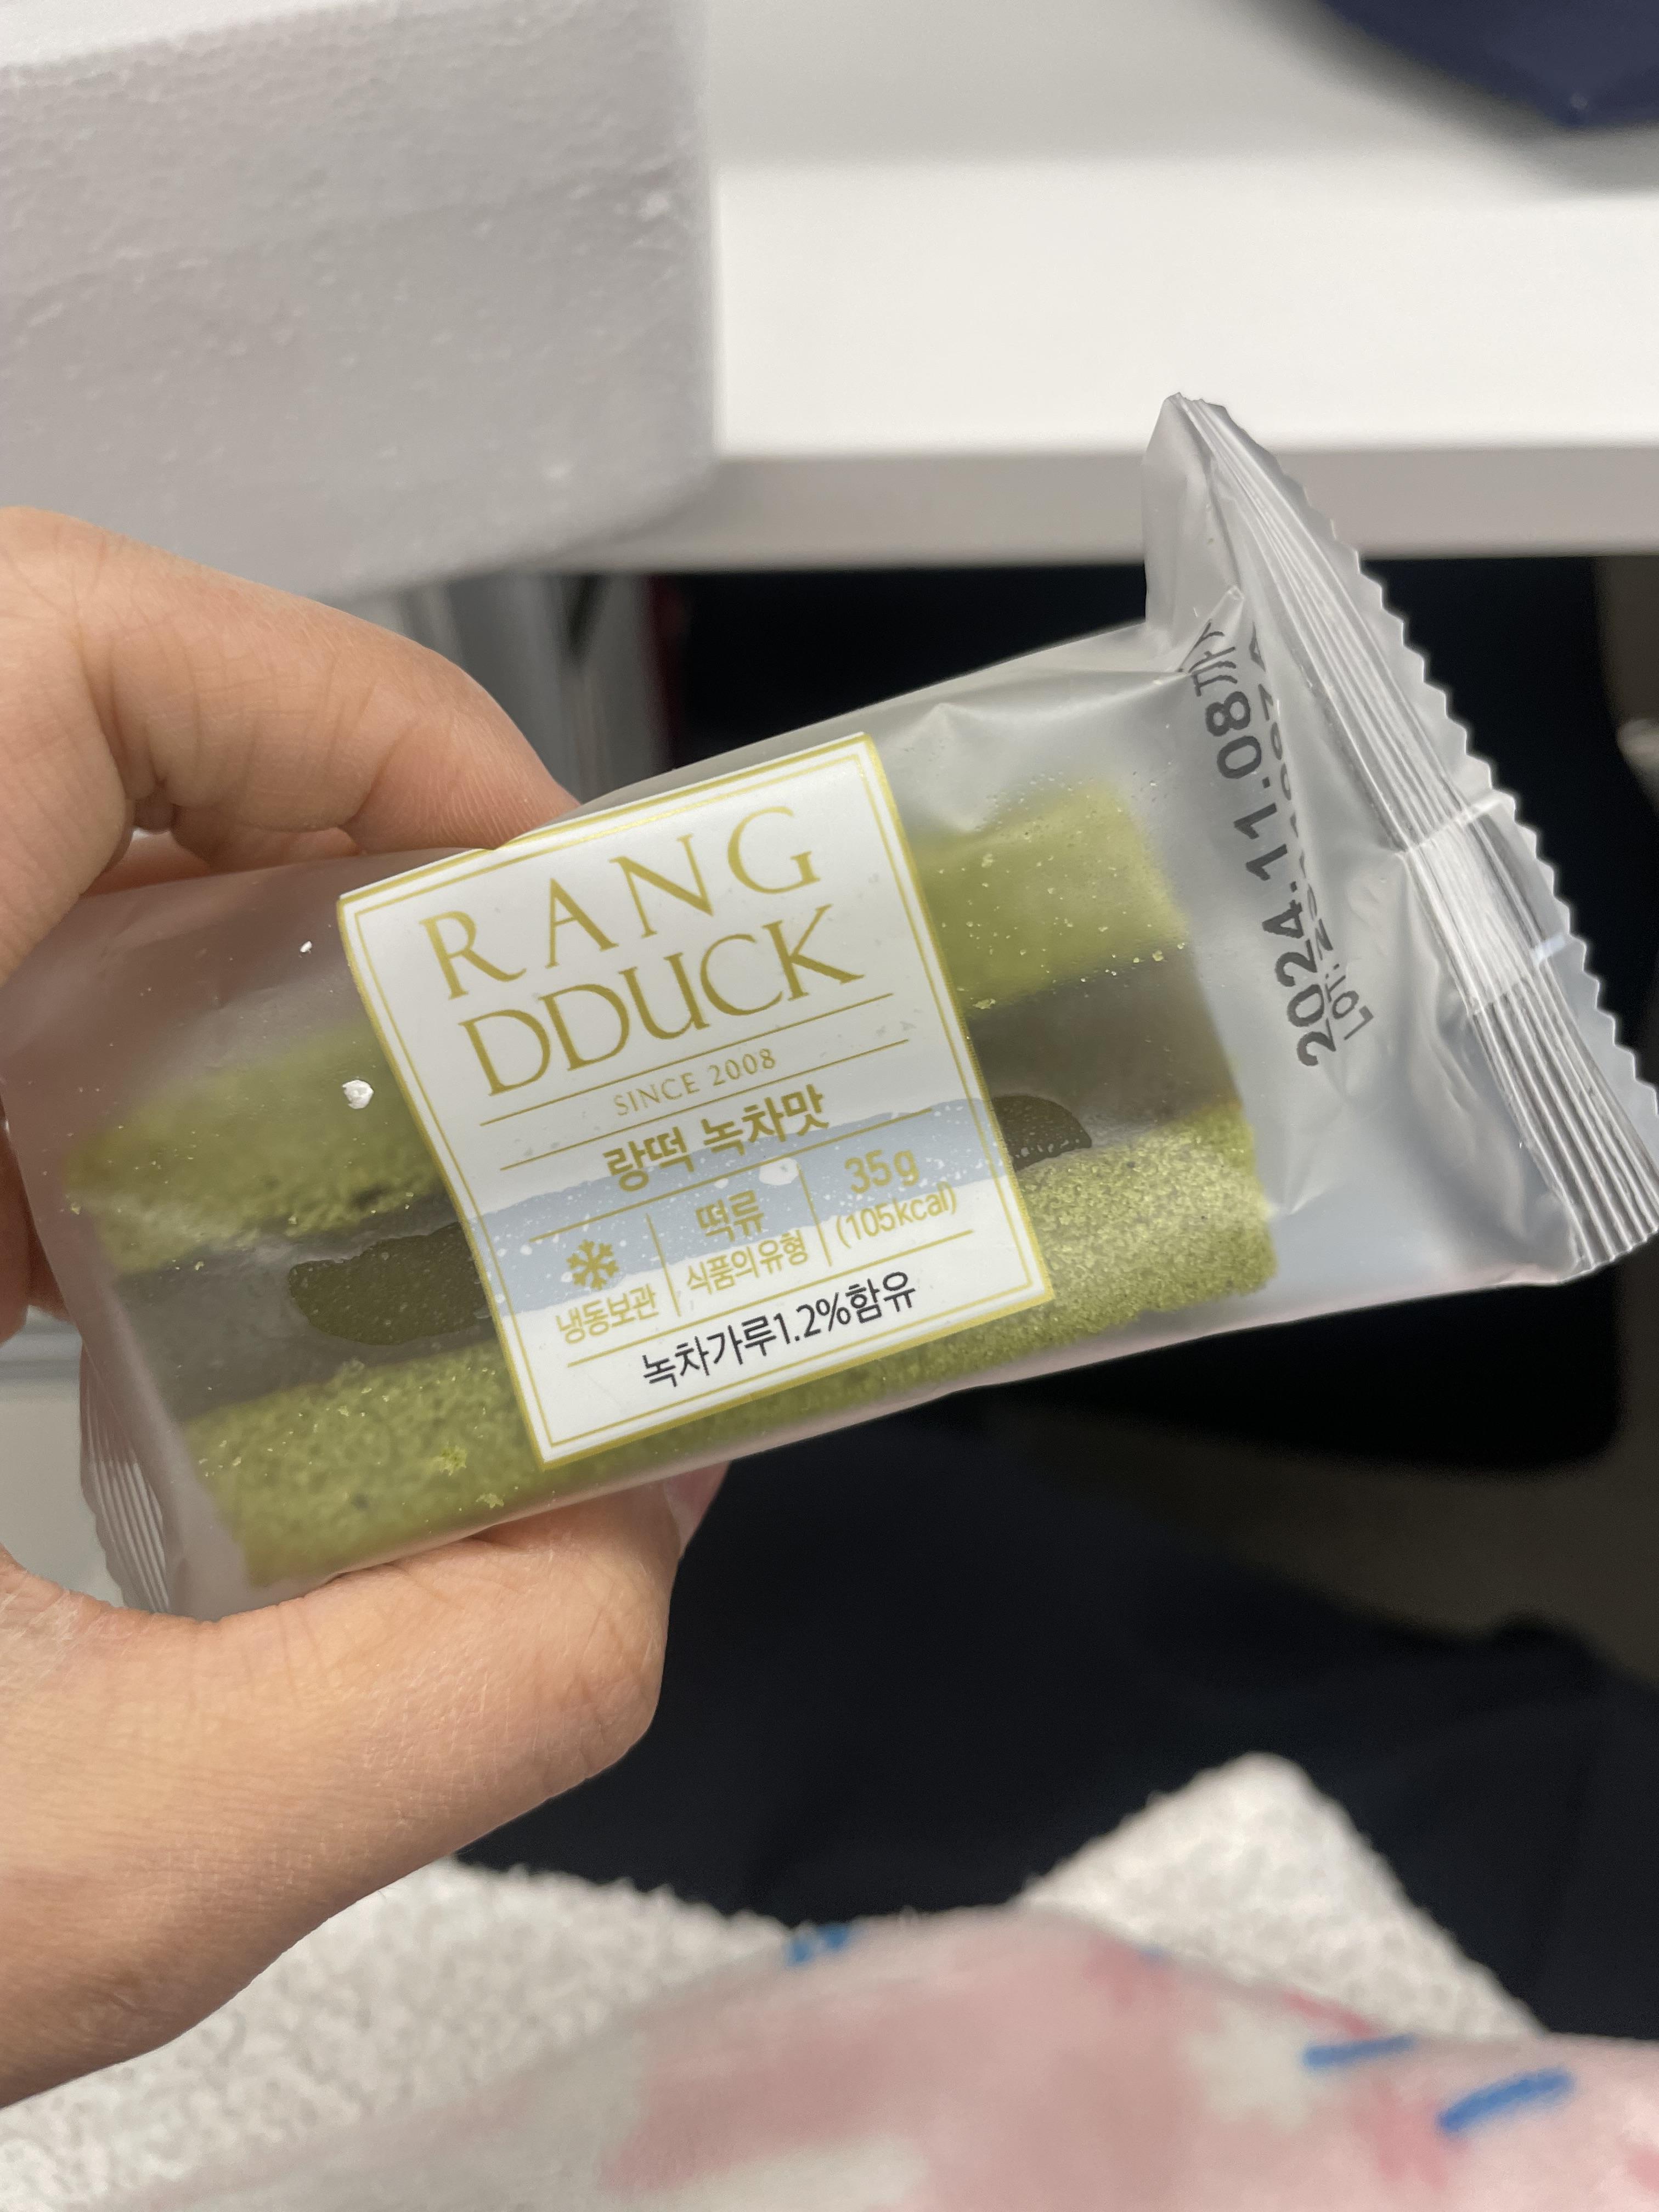 RANG
DDUCK
SINCE 2008
랑떡 녹차맛
냉동보관
떡류
식품의유형
35g
(105kcal)
녹차가루1.2%함유
2024.11.08까지
LOT: